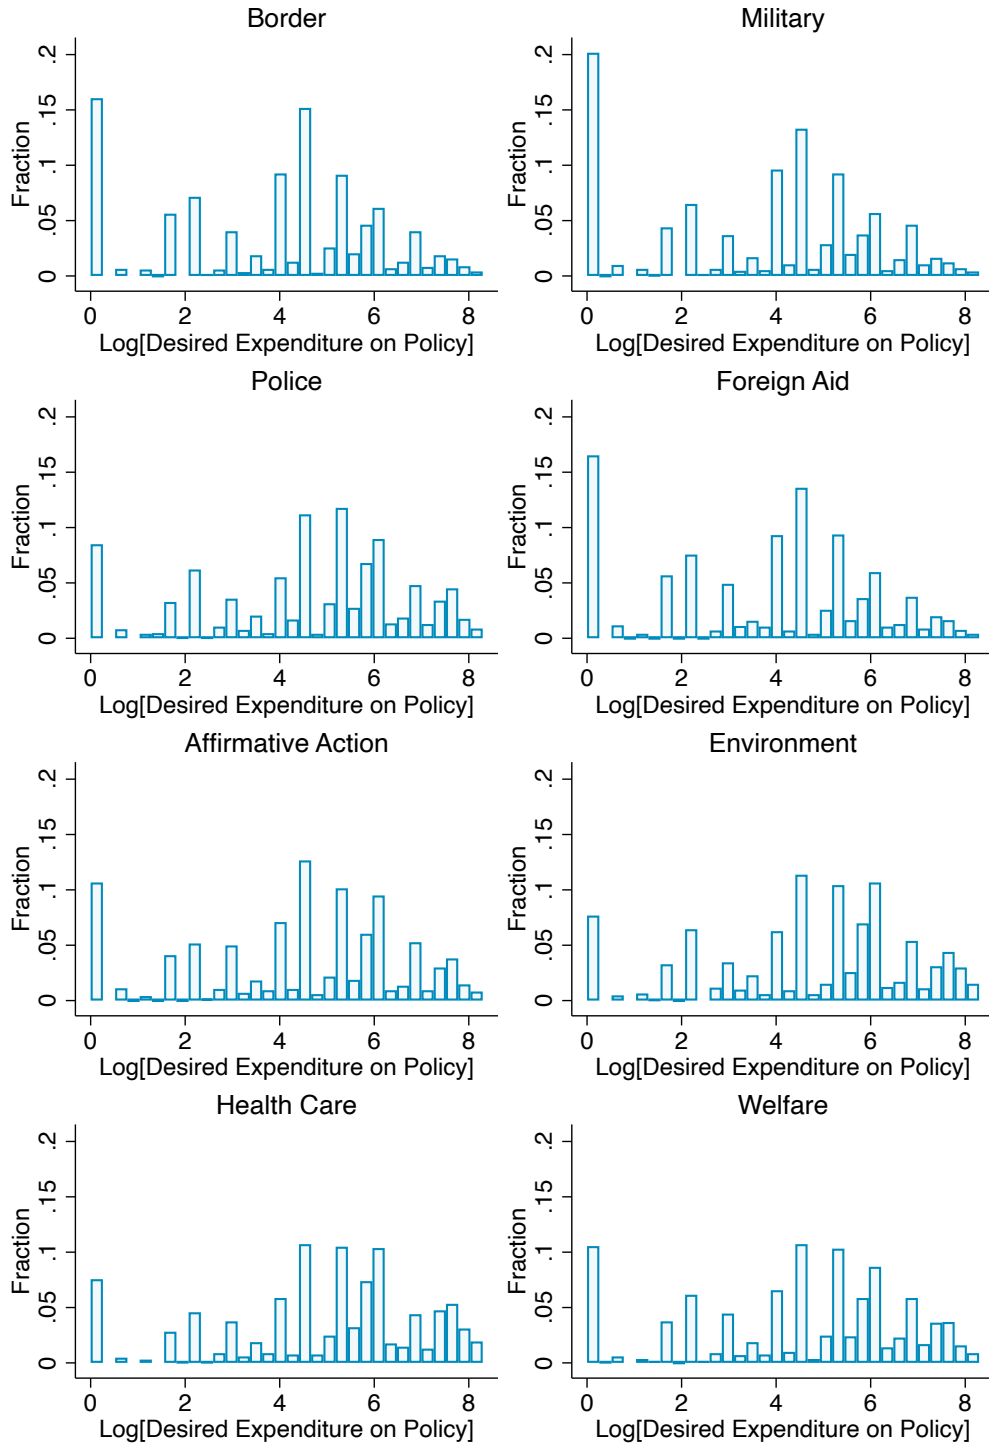 Border
Fraction
.2
.15
.1
.05
0
0 2 4 6 8
Log[Desired Expenditure on Policy]
Military
Fraction
.2
.15
.1
.05
0
0 2 4 6 8
Log[Desired Expenditure on Policy]
Police
Fraction
.2
.15
.1
.05
0
0 2 4 6 8
Log[Desired Expenditure on Policy]
Foreign Aid
Fraction
.2
.15
.1
.05
0
0 2 4 6 8
Log[Desired Expenditure on Policy]
Affirmative Action
Fraction
.2
.15
.1
.05
0
0 2 4 6 8
Log[Desired Expenditure on Policy]
Environment
Fraction
.2
.15
.1
.05
0
0 2 4 6 8
Log[Desired Expenditure on Policy]
Health Care
Fraction
.2
.15
.1
.05
0
0 2 4 6 8
Log[Desired Expenditure on Policy]
Welfare
Fraction
.2
.15
.1
.05
0
0 2 4 6 8
Log[Desired Expenditure on Policy]